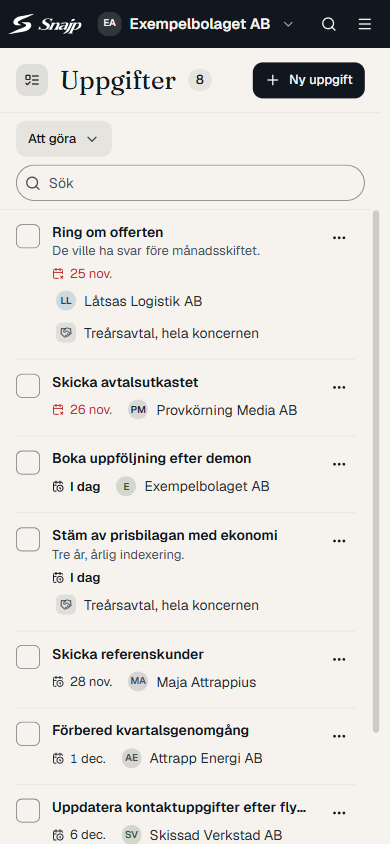 Snajp EA Exempelbolaget AB
Uppgifter 8 Ny uppgift
Att göra
Sök
Ring om offerten
De ville ha svar före månadsskiftet.
25 nov.
LL Låtsas Logistik AB
Treårsavtal, hela koncernen
Skicka avtalsutkastet
26 nov. PM Provkörning Media AB
Boka uppföljning efter demon
I dag E Exempelbolaget AB
Stäm av prisbilagan med ekonomi
Tre år, årlig indexering.
I dag
Treårsavtal, hela koncernen
Skicka referenskunder
28 nov. MA Maja Attrappius
Förbered kvartalsgenomgång
1 dec. AE Attrapp Energi AB
Uppdatera kontaktuppgifter efter fly...
6 dec. SV Skissad Verkstad AB